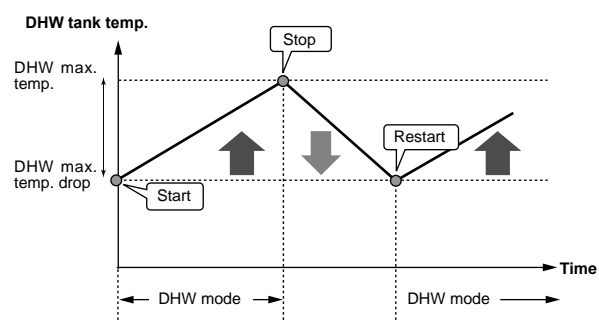 DHW tank temp.
Stop
DHW max.
temp.
Restart
DHW max.
temp. drop
Start
Time
DHW mode
DHW mode